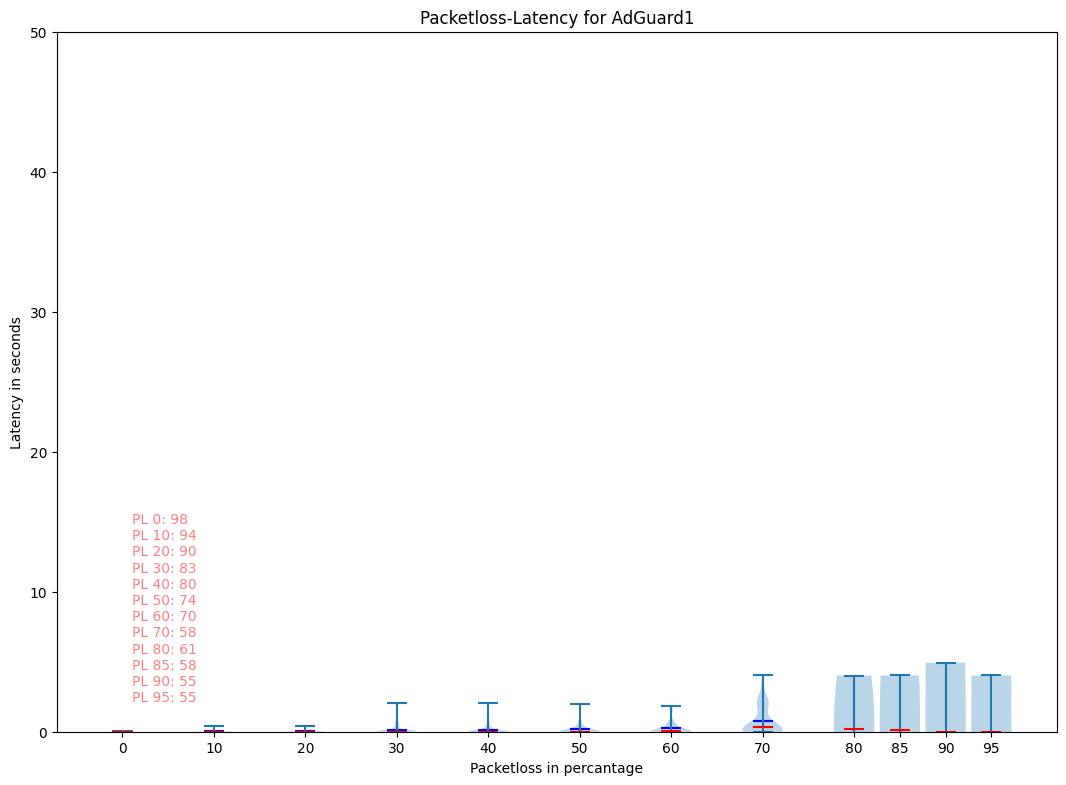 Packetloss-Latency for AdGuard1
50
40
30
20
10
0
Latency in seconds
PL 0: 98
PL 10: 94
PL 20: 90
PL 30: 83
PL 40: 80
PL 50: 74
PL 60: 70
PL 70: 58
PL 80: 61
PL 85: 58
PL 90: 55
PL 95: 55
0 10 20 30 40 50 60 70 80 85 90 95
Packetloss in percantage